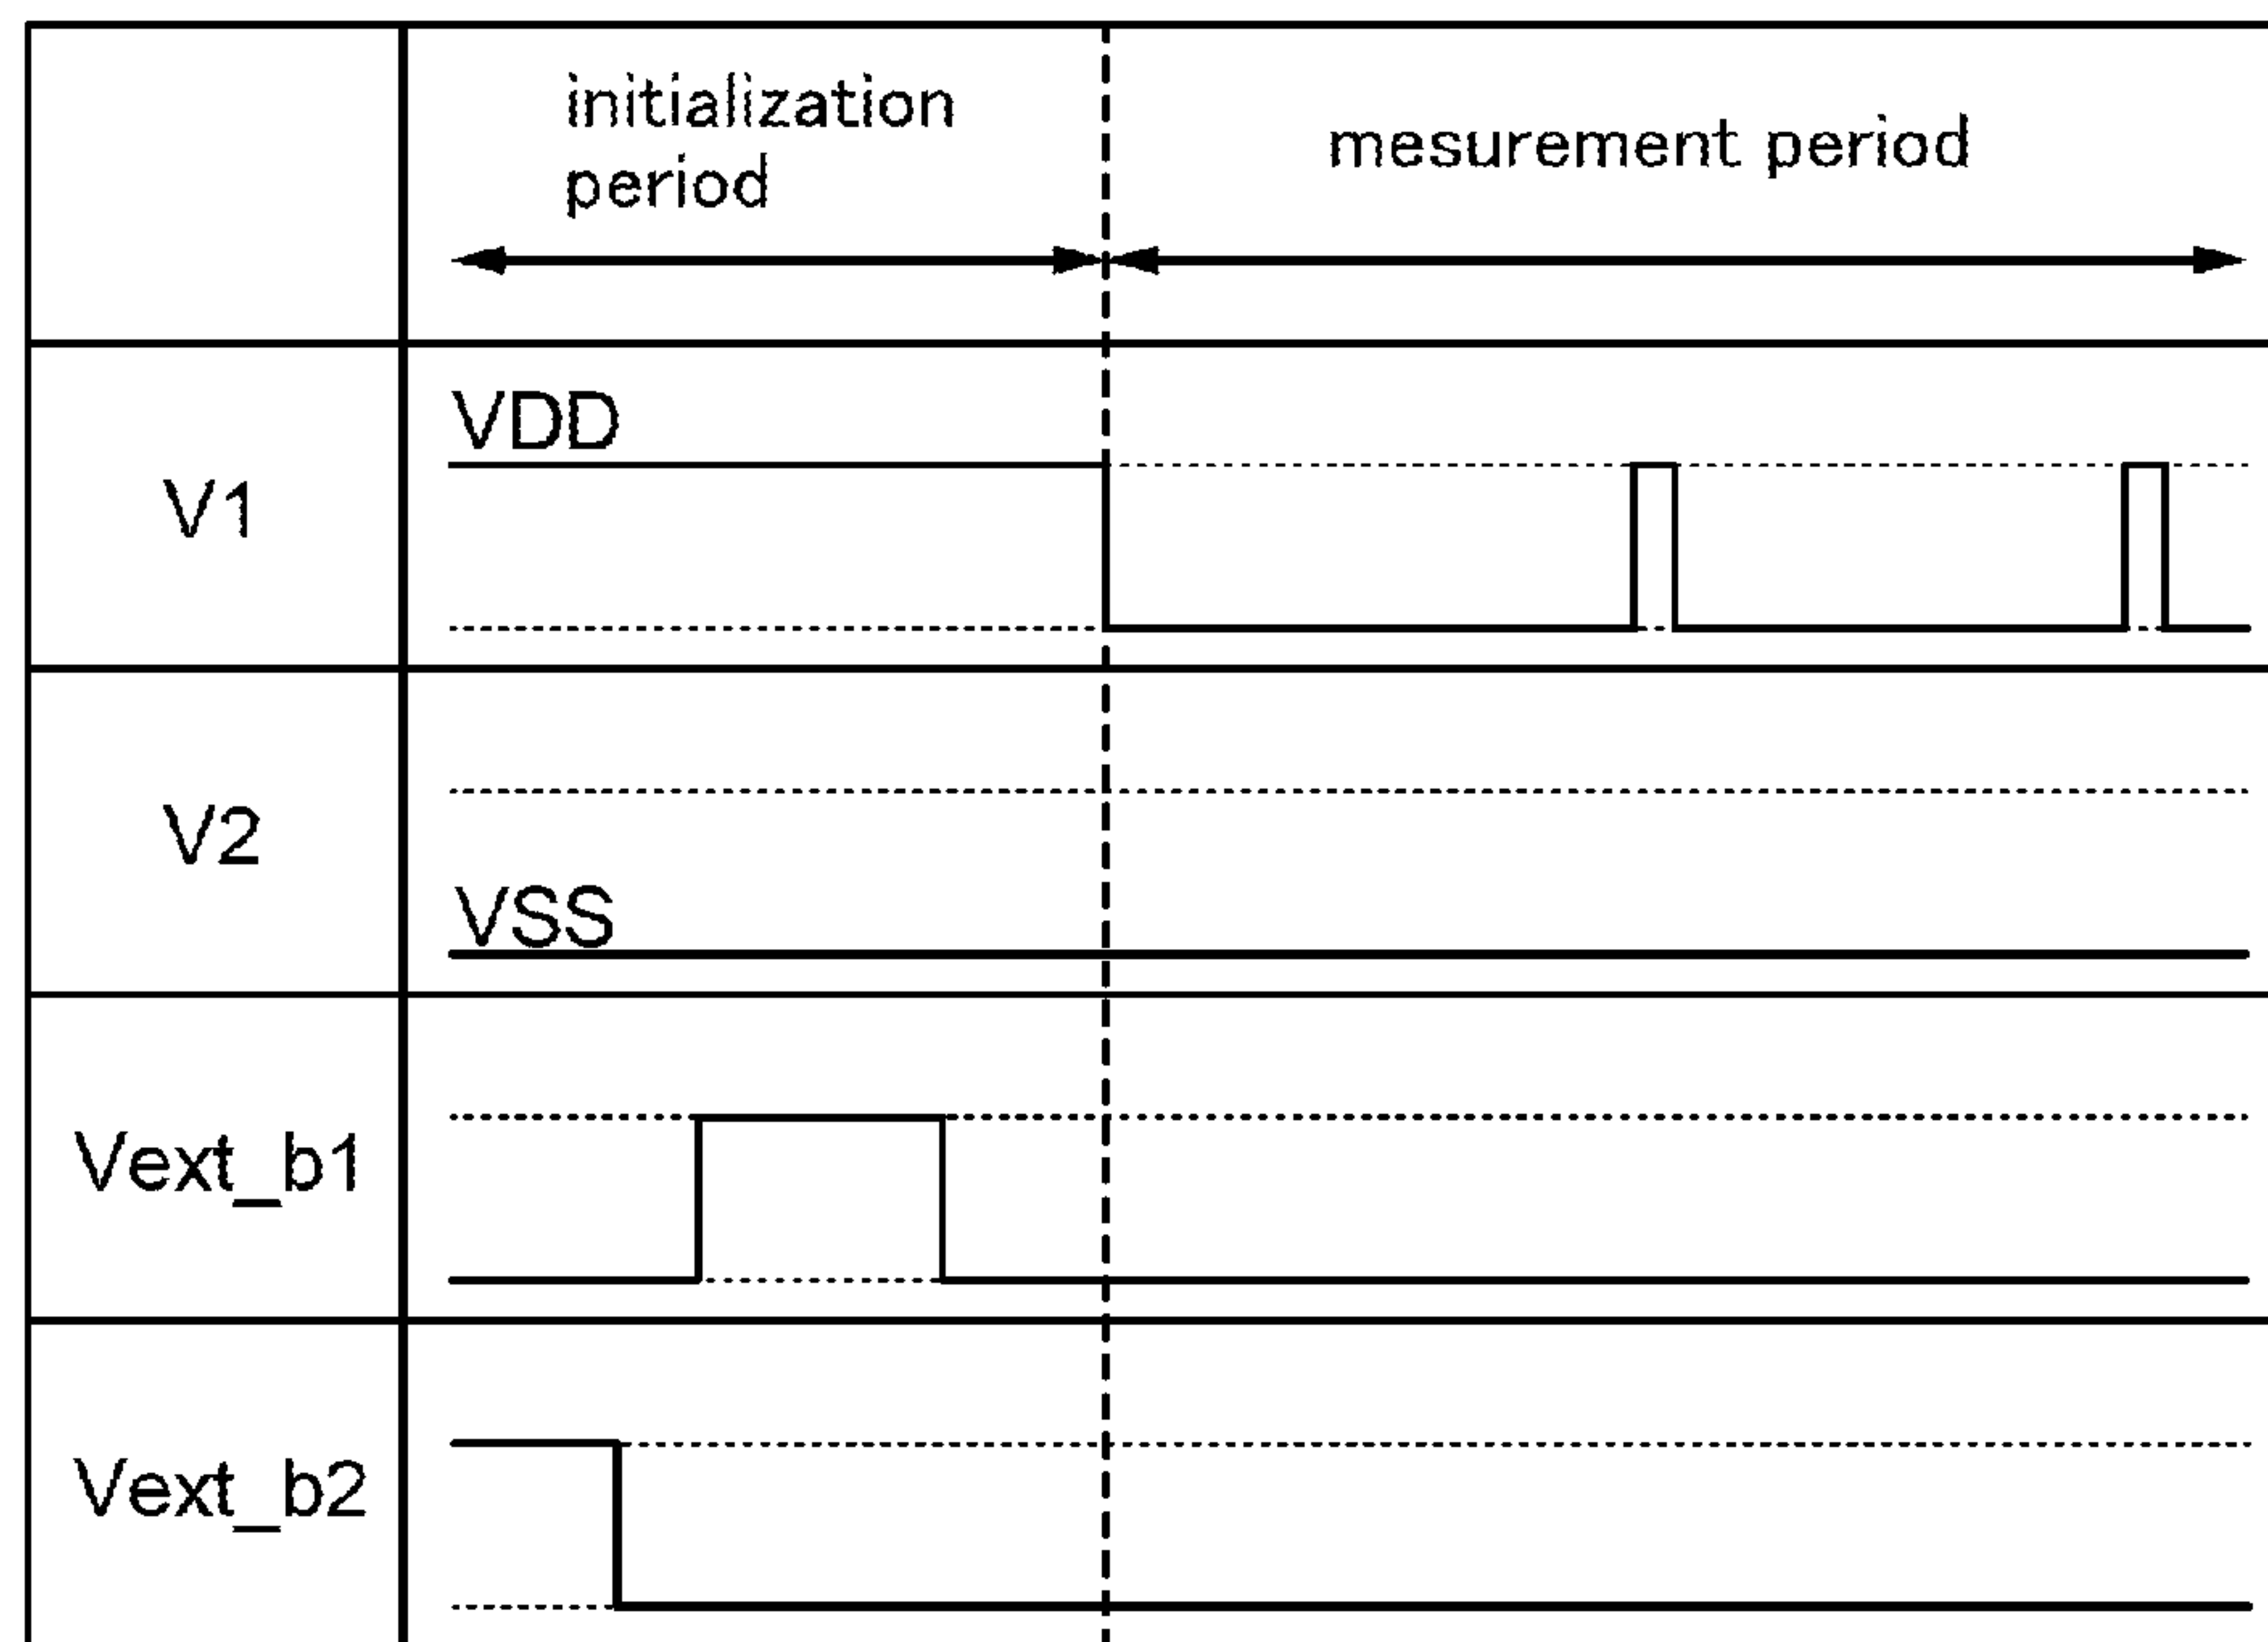 initialization
period
mesurement period
VDD
V1
V2
VSS
Vext_b1
Vext_b2